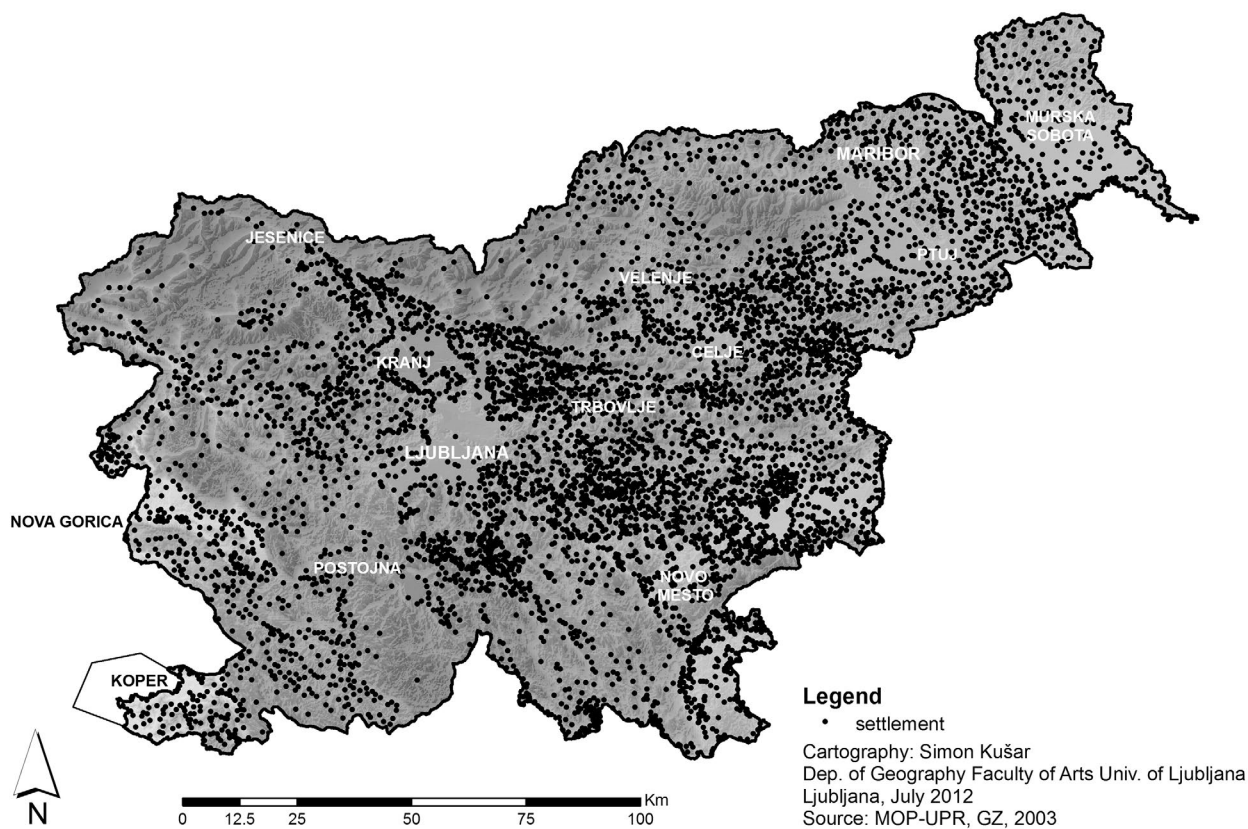 MURSKA
SOBOTA
MARIBOR
JESENICE
PTUJ
VELENJE
CELJE
KRANJ
TRBOVLJE
LJUBLJANA
NOVA GORICA
POSTOJNA
NOVO
MESTO
KOPER
Legend
settlement
Cartography: Simon Kušar
Dep. of Geography Faculty of Arts Univ. of Ljubljana
Ljubljana, July 2012
Source: MOP-UPR, GZ, 2003
N
Km
0 12.5 25 50 75 100